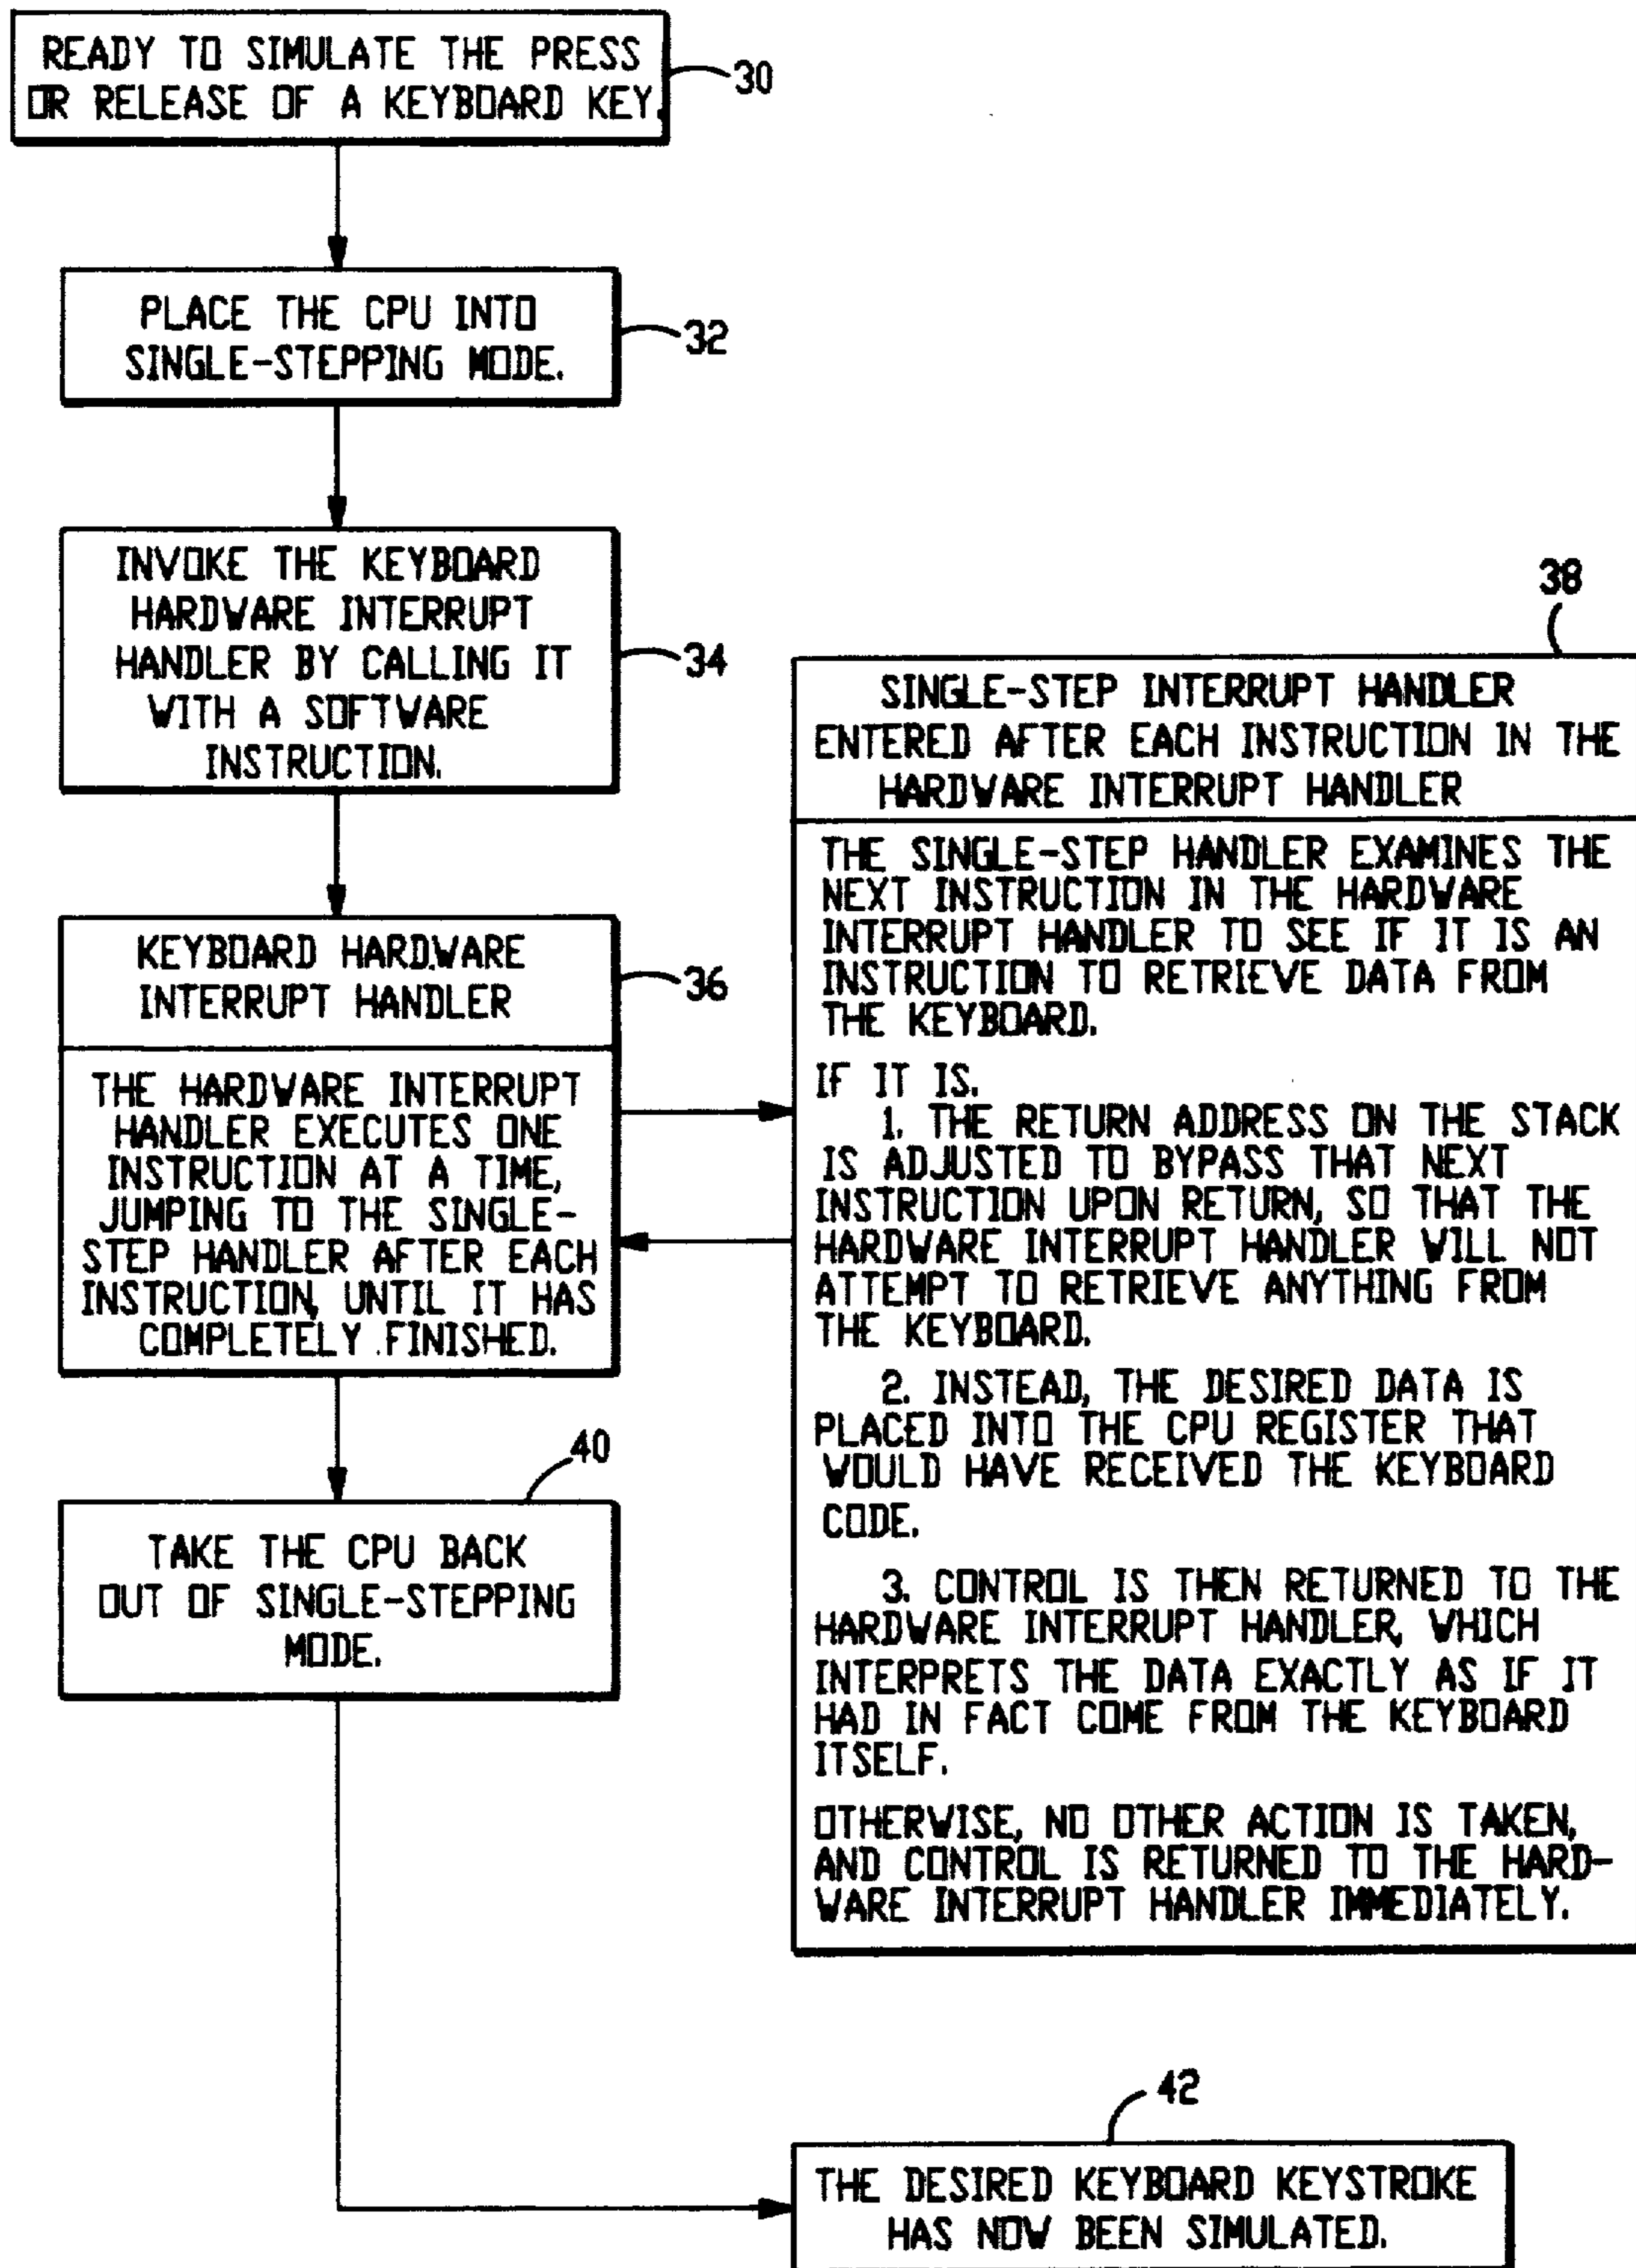 READY TO SIMULATE THE PRESS
OR RELEASE OF A KEYBOARD KEY.
30
PLACE THE CPU INTO
SINGLE-STEPPING MODE.
32
INVOKE THE KEYBOARD
HARDWARE INTERRUPT
HANDLER BY CALLING IT
WITH A SOFTWARE
INSTRUCTION.
34
KEYBOARD HARDWARE
INTERRUPT HANDLER
36
THE HARDWARE INTERRUPT
HANDLER EXECUTES ONE
INSTRUCTION AT A TIME,
JUMPING TO THE SINGLE-
STEP HANDLER AFTER EACH
INSTRUCTION, UNTIL IT HAS
COMPLETELY FINISHED.
38
SINGLE-STEP INTERRUPT HANDLER
ENTERED AFTER EACH INSTRUCTION IN THE
HARDWARE INTERRUPT HANDLER
THE SINGLE-STEP HANDLER EXAMINES THE
NEXT INSTRUCTION IN THE HARDWARE
INTERRUPT HANDLER TO SEE IF IT IS AN
INSTRUCTION TO RETRIEVE DATA FROM
THE KEYBOARD.
IF IT IS.
1. THE RETURN ADDRESS ON THE STACK
IS ADJUSTED TO BYPASS THAT NEXT
INSTRUCTION UPON RETURN, SO THAT THE
HARDWARE INTERRUPT HANDLER WILL NOT
ATTEMPT TO RETRIEVE ANYTHING FROM
THE KEYBOARD.
2. INSTEAD, THE DESIRED DATA IS
PLACED INTO THE CPU REGISTER THAT
WOULD HAVE RECEIVED THE KEYBOARD
CODE.
3. CONTROL IS THEN RETURNED TO THE
HARDWARE INTERRUPT HANDLER, WHICH
INTERPRETS THE DATA EXACTLY AS IF IT
HAD IN FACT COME FROM THE KEYBOARD
ITSELF.
OTHERWISE, NO OTHER ACTION IS TAKEN,
AND CONTROL IS RETURNED TO THE HARD-
WARE INTERRUPT HANDLER IMMEDIATELY.
40
TAKE THE CPU BACK
OUT OF SINGLE-STEPPING
MODE.
42
THE DESIRED KEYBOARD KEYSTROKE
HAS NOW BEEN SIMULATED.